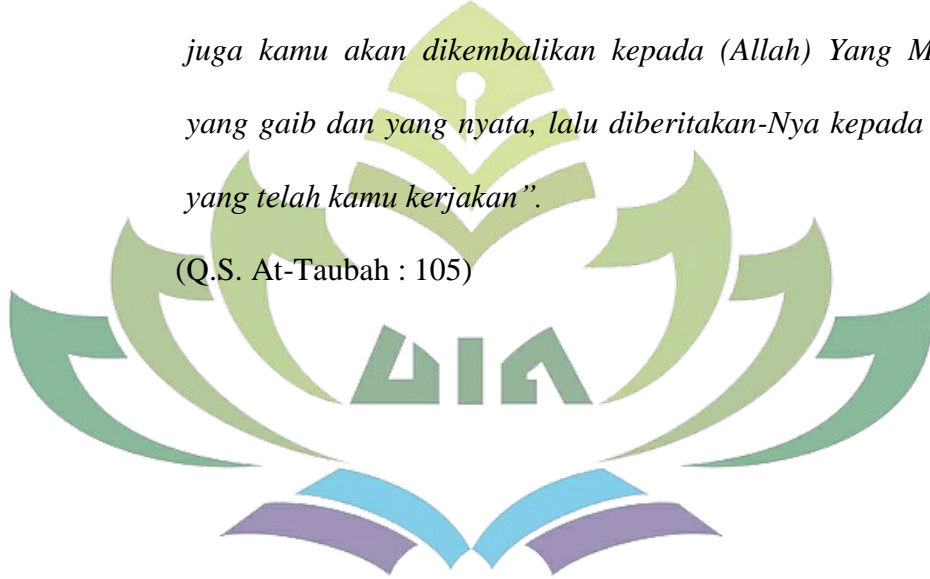 juga kamu akan dikembalikan kepada (Allah) Yang M
yang gaib dan yang nyata, lalu diberitakan-Nya kepada
yang telah kamu kerjakan”.
(Q.S. At-Taubah : 105)
UIN